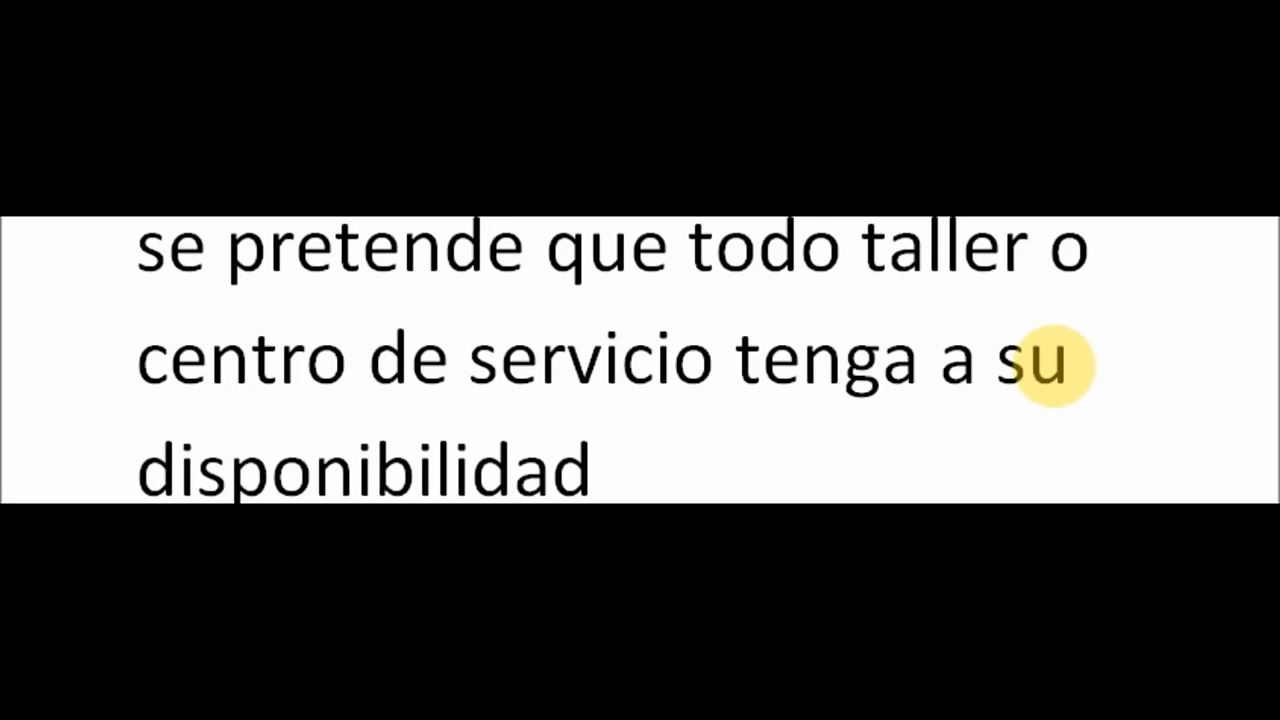 se pretende que todo taller o
centro de servicio tenga a su
disponibilidad